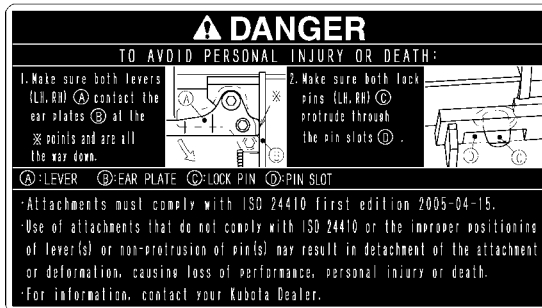 ⚠ DANGER
TO AVOID PERSONAL INJURY OR DEATH:
1. Make sure both levers
(LH, RH) Ⓐ contact the
ear plates Ⓑ at the
※ points and are all
the way down.
Ⓐ
※
Ⓑ
2. Make sure both lock
pins (LH, RH) Ⓒ
protrude through
the pin slots Ⓓ .
Ⓓ
Ⓒ
Ⓐ:LEVER Ⓑ:EAR PLATE Ⓒ:LOCK PIN Ⓓ:PIN SLOT
·Attachments must comply with ISO 24410 first edition 2005-04-15.
·Use of attachments that do not comply with ISO 24410 or the improper positioning
of lever(s) or non-protrusion of pin(s) may result in detachment of the attachment
or deformation, causing loss of performance, personal injury or death.
·For information, contact your Kubota Dealer.